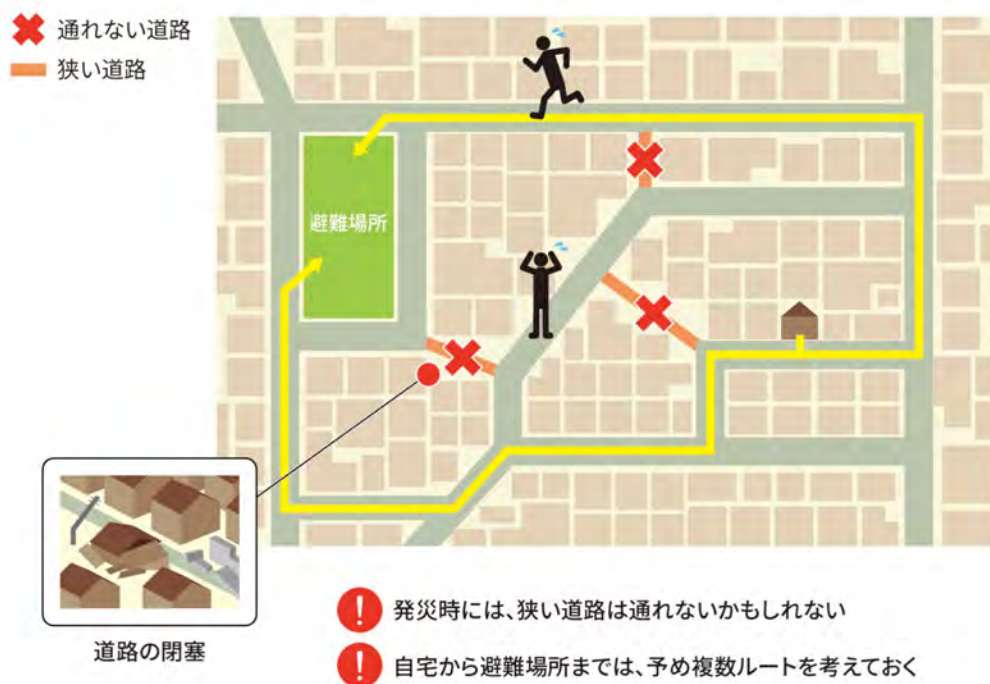 通れない道路
狭い道路
避難場所
道路の閉塞
発災時には、狭い道路は通れないかもしれない
自宅から避難場所までは、予め複数ルートを考えておく